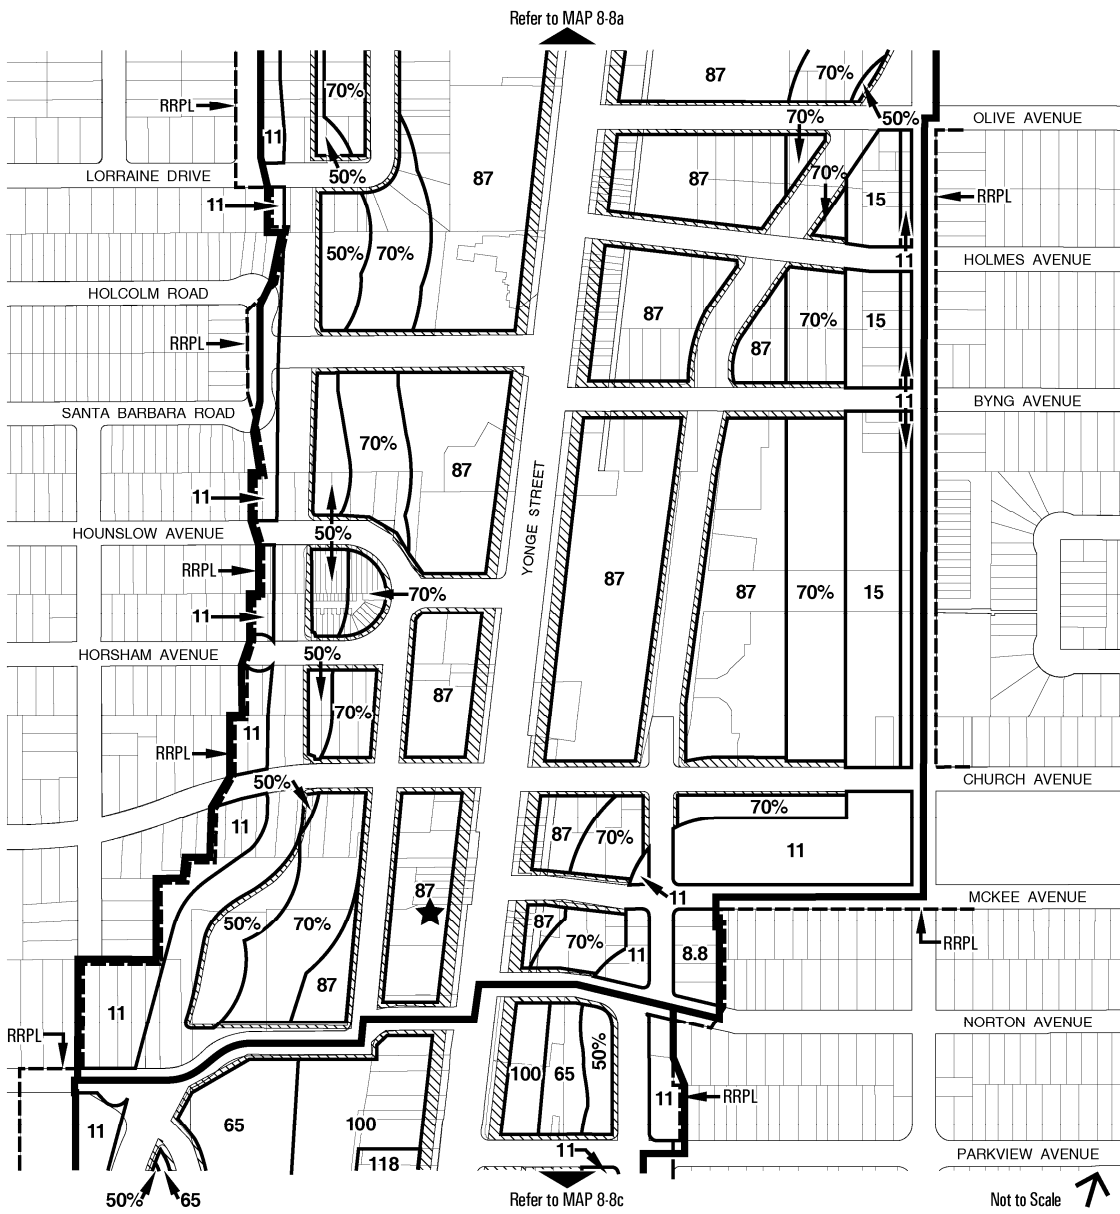 Refer to MAP 8-8a
87
70%
70%
RRPL
50%
70%
OLIVE AVENUE
11
LORRAINE DRIVE
50%
87
87
70%
15
RRPL
11
50%
70%
11
HOLMES AVENUE
HOLCOLM ROAD
87
70%
15
RRPL
87
11
BYNG AVENUE
SANTA BARBARA ROAD
70%
87
YONGE STREET
11
HOUNSLOW AVENUE
50%
RRPL
87
87
70%
15
70%
11
HORSHAM AVENUE
50%
87
70%
11
RRPL
50%
CHURCH AVENUE
70%
11
87
70%
11
87
11
MCKEE AVENUE
50%
70%
87
70%
11
8.8
RRPL
87
11
NORTON AVENUE
RRPL
50%
100
65
11
RRPL
11
65
100
118
11
PARKVIEW AVENUE
50%
65
Refer to MAP 8-8c
Not to Scale